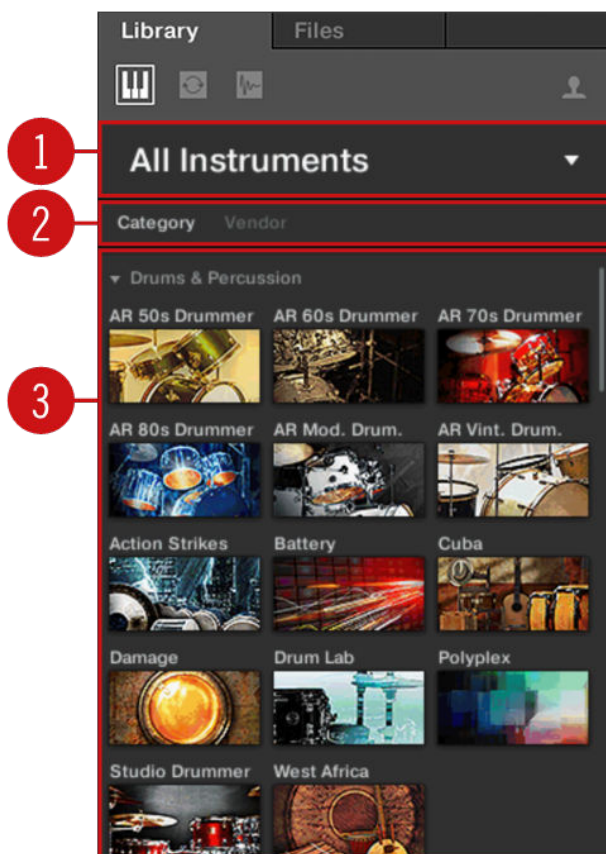 Library Files
1 All Instruments
2 Category Vendor
Drums & Percussion
AR 50s Drummer AR 60s Drummer AR 70s Drummer
3
AR 80s Drummer AR Mod. Drum. AR Vint. Drum.
Action Strikes Battery Cuba
Damage Drum Lab Polyplex
Studio Drummer West Africa